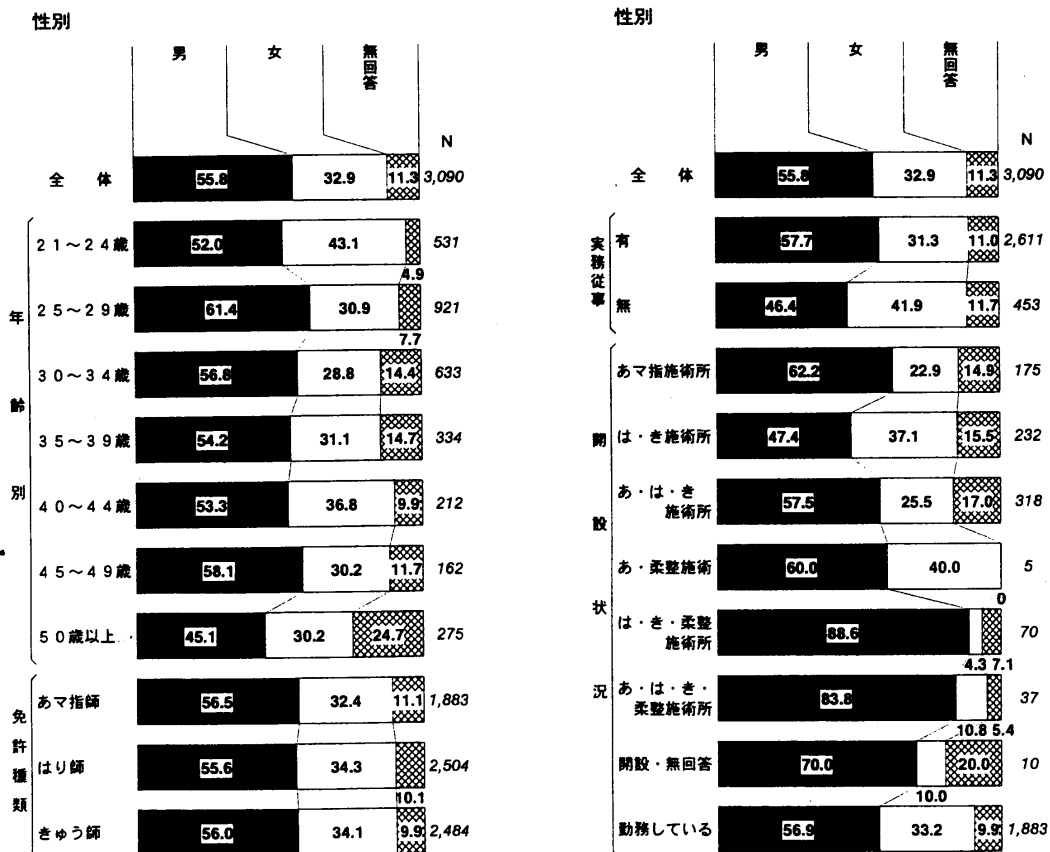 性別
男 女 無回答
N
全 体 55.8 32.9 11.3 3,090
年齢別
21～24歳 52.0 43.1 4.9 531
25～29歳 61.4 30.9 7.7 921
30～34歳 56.8 28.8 14.4 633
35～39歳 54.2 31.1 14.7 334
40～44歳 53.3 36.8 9.9 212
45～49歳 58.1 30.2 11.7 162
50歳以上 45.1 30.2 24.7 275
免許種類
あマ指師 56.5 32.4 11.1 1,883
はり師 55.6 34.3 10.1 2,504
きゅう師 56.0 34.1 9.9 2,484
性別
男 女 無回答
N
全 体 55.8 32.9 11.3 3,090
実務従事
有 57.7 31.3 11.0 2,611
無 46.4 41.9 11.7 453
開設状況
あマ指施術所 62.2 22.9 14.9 175
は・き施術所 47.4 37.1 15.5 232
あ・は・き
施術所 57.5 25.5 17.0 318
あ・柔整施術 60.0 40.0 0 5
は・き・柔整
施術所 88.6 4.3 7.1 70
あ・は・き・
柔整施術所 83.8 10.8 5.4 37
開設・無回答 70.0 10.0 20.0 10
勤務している 56.9 33.2 9.9 1,883